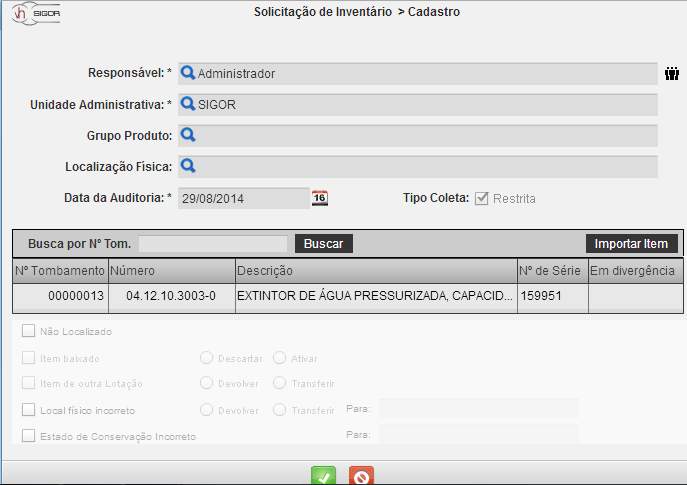 vh SIGOR
Solicitação de Inventário > Cadastro
Responsável: * Administrador
Unidade Administrativa: * SIGOR
Grupo Produto:
Localização Física:
Data da Auditoria: * 29/08/2014 16 Tipo Coleta: Restrita
Busca por Nº Tom. Buscar Importar Item
Nº Tombamento Número Descrição Nº de Série Em divergência
00000013 04.12.10.3003-0 EXTINTOR DE ÁGUA PRESSURIZADA, CAPACID... 159951
Não Localizado
Item baixado Descartar Ativar
Item de outra Lotação Devolver Transferir
Local físico incorreto Devolver Transferir Para:
Estado de Conservação Incorreto Para: